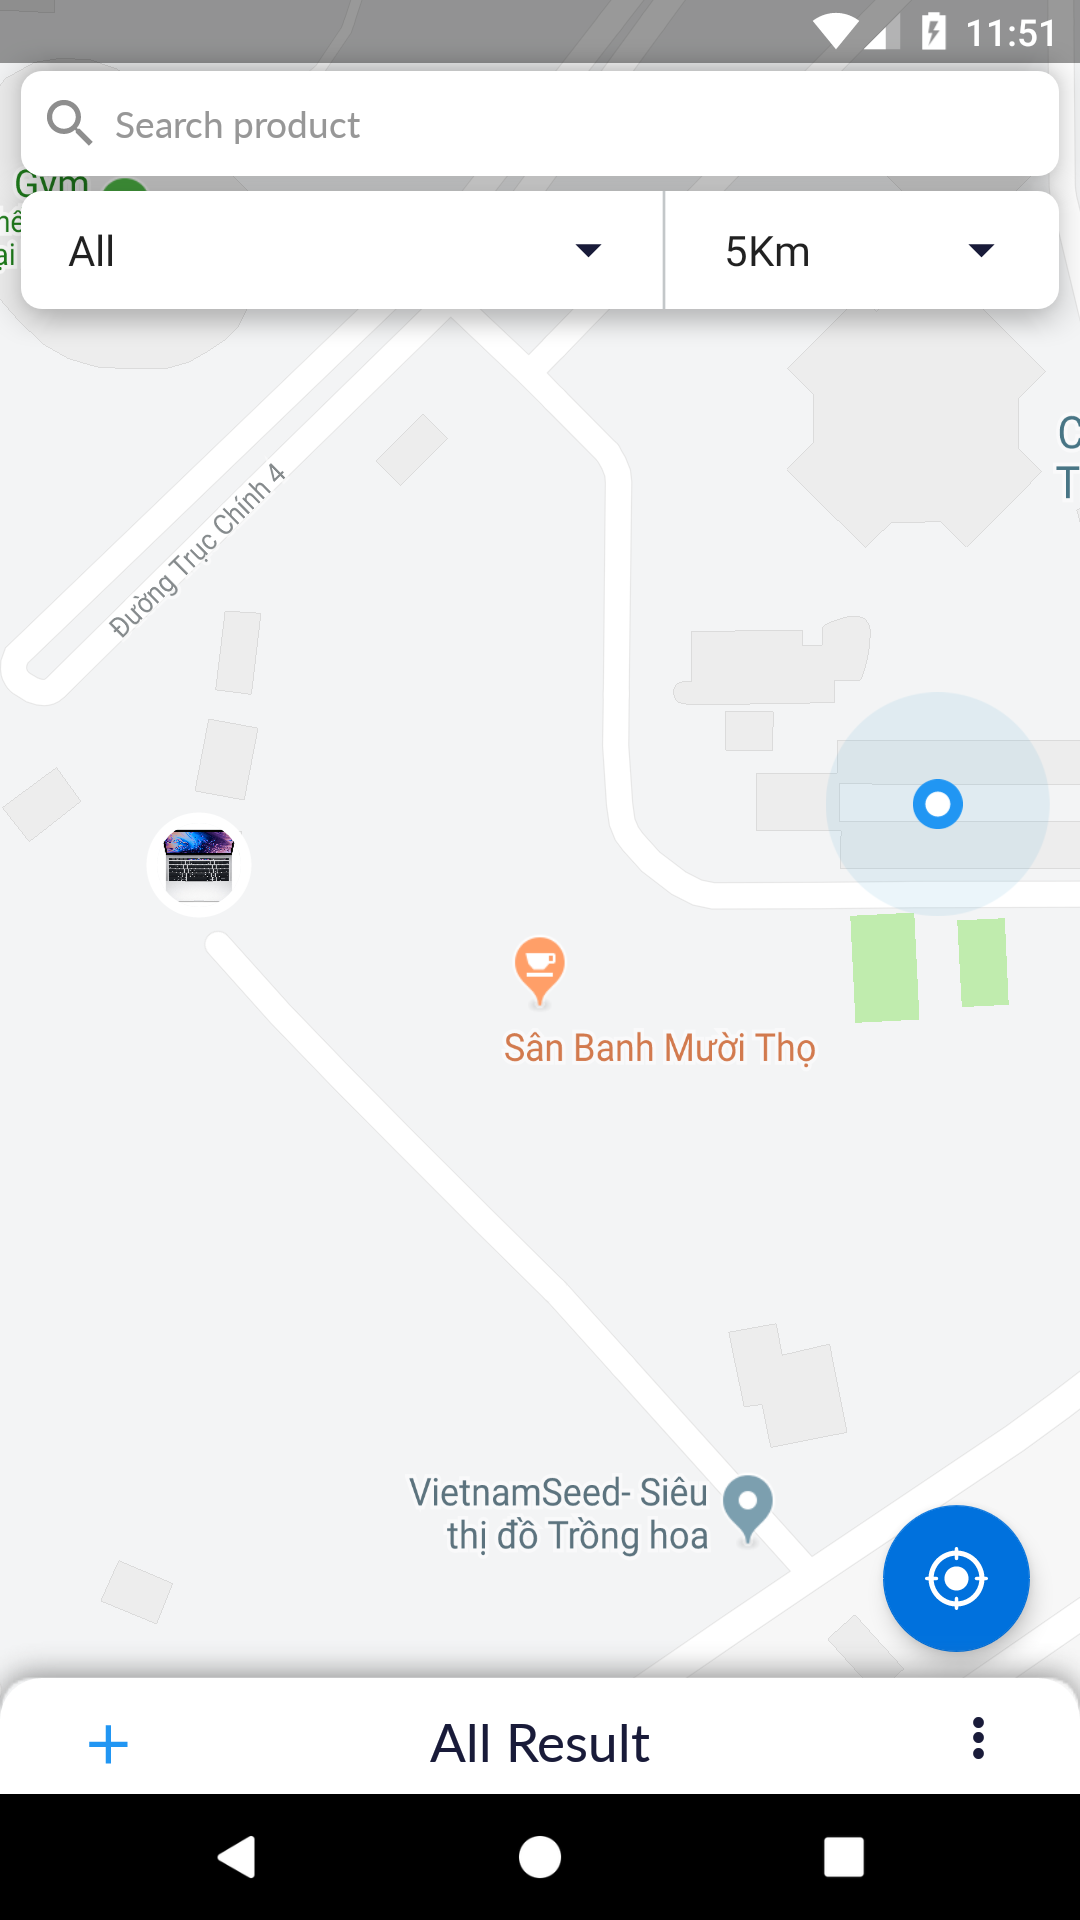 11:51
Search product
Gym
All
5Km
C
T
Đường Trục Chính 4
Sân Banh Mười Thọ
VietnamSeed- Siêu
thị đồ Trồng hoa
All Result